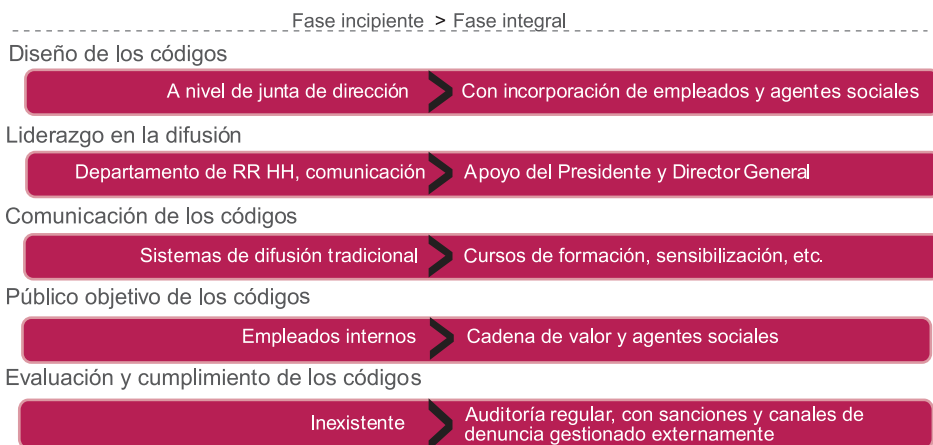 Fase incipiente > Fase integral
Diseño de los códigos
A nivel de junta de dirección > Con incorporación de empleados y agentes sociales
Liderazgo en la difusión
Departamento de RR HH, comunicación > Apoyo del Presidente y Director General
Comunicación de los códigos
Sistemas de difusión tradicional > Cursos de formación, sensibilización, etc.
Público objetivo de los códigos
Empleados internos > Cadena de valor y agentes sociales
Evaluación y cumplimiento de los códigos
Inexistente > Auditoría regular, con sanciones y canales de
denuncia gestionado externamente